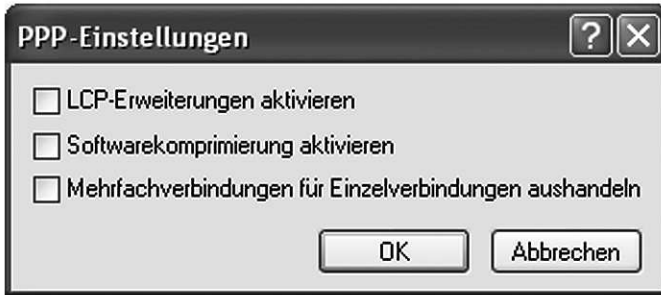 PPP-Einstellungen
?
LCP-Erweiterungen aktivieren
Softwarekomprimierung aktivieren
Mehrfachverbindungen für Einzelverbindungen aushandeln
OK Abbrechen